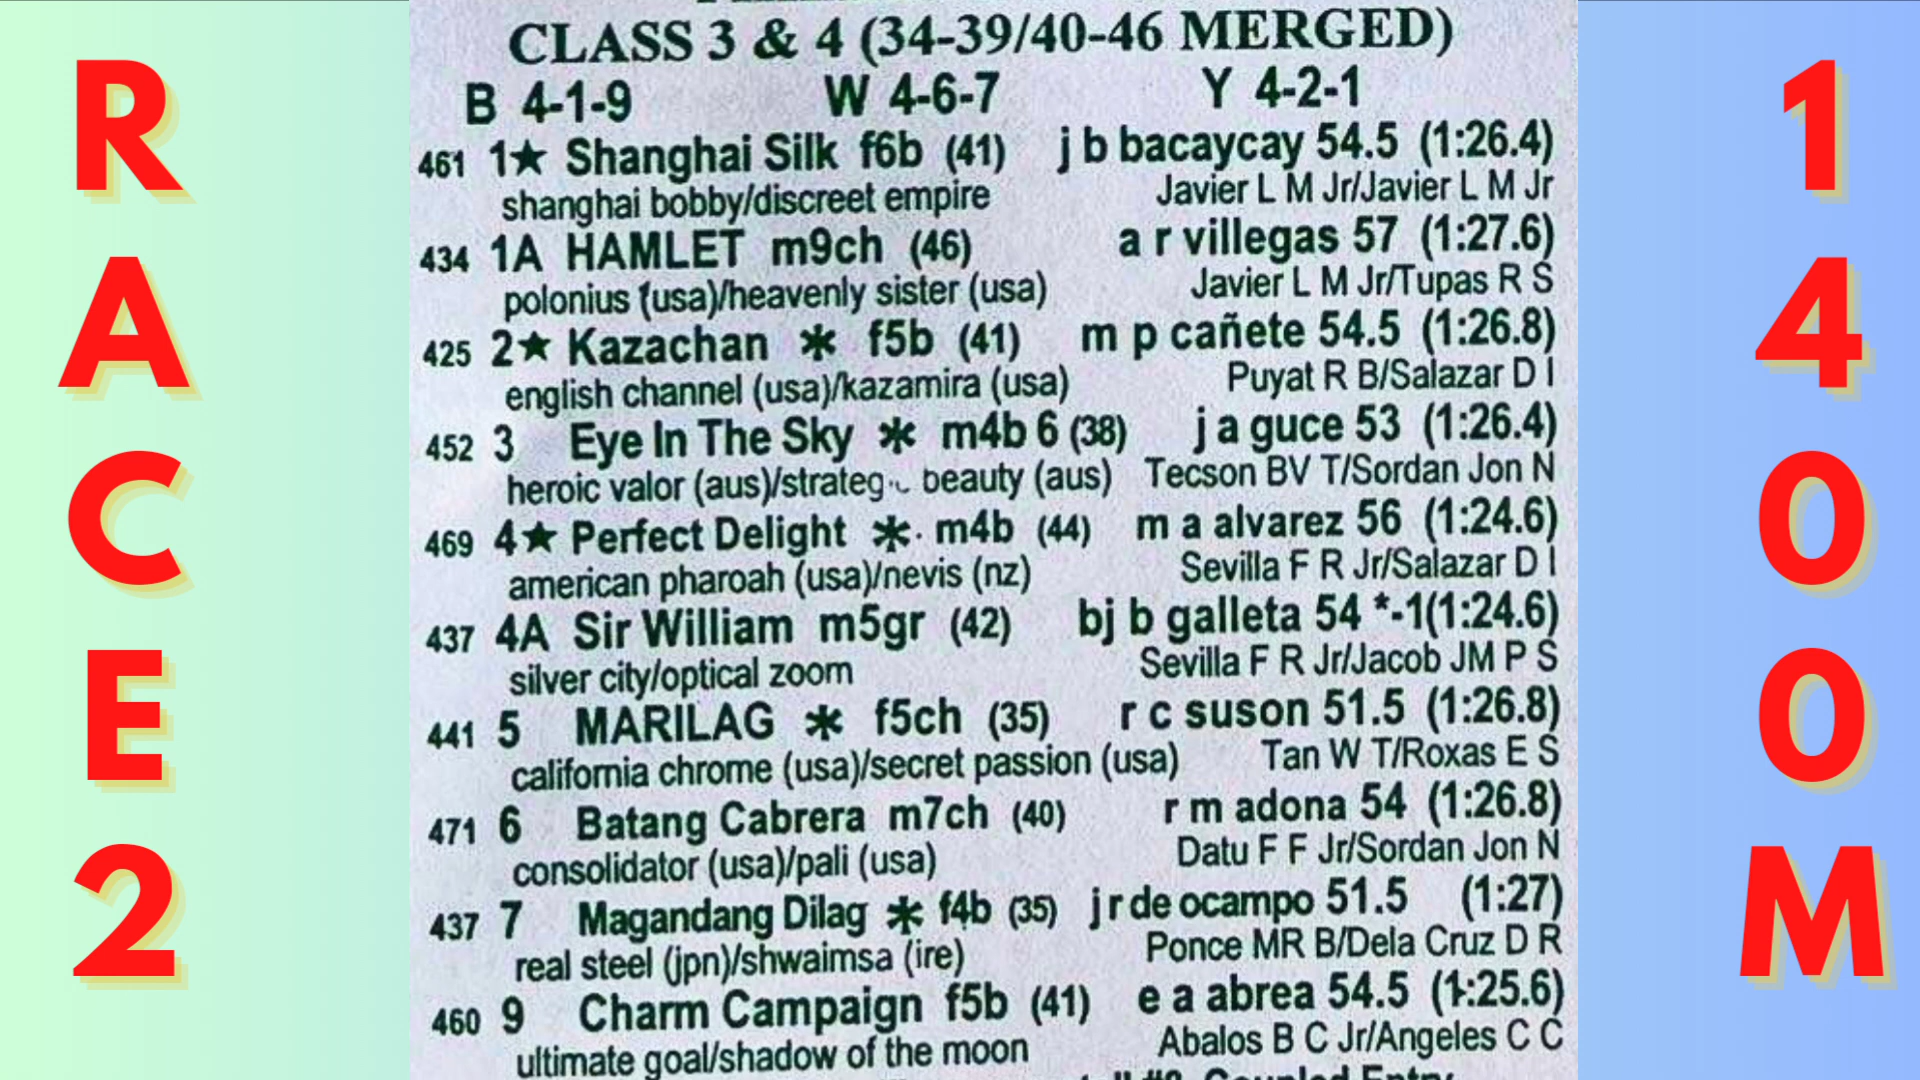 RACE 2
CLASS 3 & 4 (34-39/40-46 MERGED)
B 4-1-9 W 4-6-7 Y 4-2-1
461 1★ Shanghai Silk f6b (41) j b bacaycay 54.5 (1:26.4)
shanghai bobby/discreet empire Javier L M Jr/Javier L M Jr
434 1A HAMLET m9ch (46) a r villegas 57 (1:27.6)
polonius (usa)/heavenly sister (usa) Javier L M Jr/Tupas R S
425 2★ Kazachan * f5b (41) m p cañete 54.5 (1:26.8)
english channel (usa)/kazamira (usa) Puyat R B/Salazar D I
452 3 Eye In The Sky * m4b 6 (38) j a guce 53 (1:26.4)
heroic valor (aus)/ beauty (aus) Tecson BV T/Sordan Jon N
469 4★ Perfect Delight * m4b (44) m a alvarez 56 (1:24.6)
american pharoah (usa)/nevis (nz) Sevilla F R Jr/Salazar D I
437 4A Sir William m5gr (42) bj b galleta 54 *-1(1:24.6)
silver city/optical zoom Sevilla F R Jr/Jacob JM P S
441 5 MARILAG * f5ch (35) r c suson 51.5 (1:26.8)
california chrome (usa)/secret passion (usa) Tan W T/Roxas E S
471 6 Batang Cabrera m7ch (40) r m adona 54 (1:26.8)
consolidator (usa)/pali (usa) Datu F F Jr/Sordan Jon N
437 7 Magandang Dilag * f4b (35) j r de ocampo 51.5 (1:27)
real steel (jpn)/shwaimsa (ire) Ponce MR B/Dela Cruz D R
460 9 Charm Campaign f5b (41) e a abrea 54.5 (1:25.6)
ultimate goal/shadow of the moon Abalos B C Jr/Angeles C C
1400M